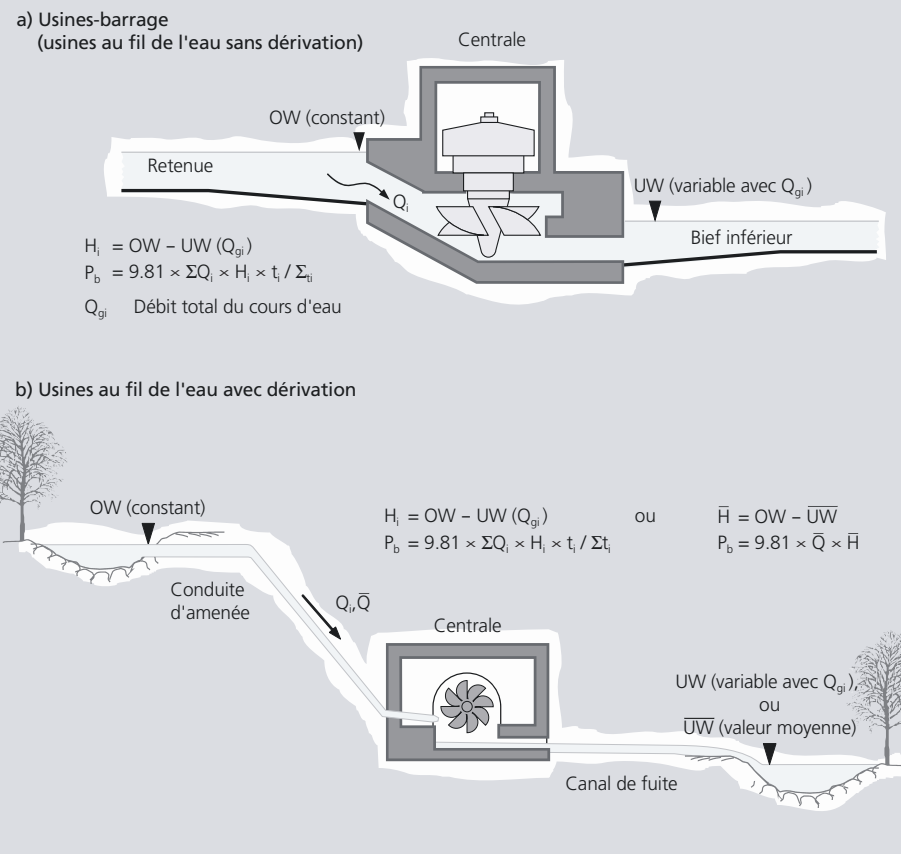 a) Usines-barrage
(usines au fil de l'eau sans dérivation)
Centrale
OW (constant)
Retenue
Qi
UW (variable avec Qgi)
Bief inférieur
Hi = OW – UW (Qgi)
Pb = 9.81 × ΣQi × Hi × ti / Σti
Qgi Débit total du cours d'eau
b) Usines au fil de l'eau avec dérivation
OW (constant)
Hi = OW – UW (Qgi) ou H̅ = OW – U̅W̅
Pb = 9.81 × ΣQi × Hi × ti / Σti Pb = 9.81 × Q̅ × H̅
Conduite
d'amenée
Qi,Q̅
Centrale
UW (variable avec Qgi),
ou
U̅W̅ (valeur moyenne)
Canal de fuite